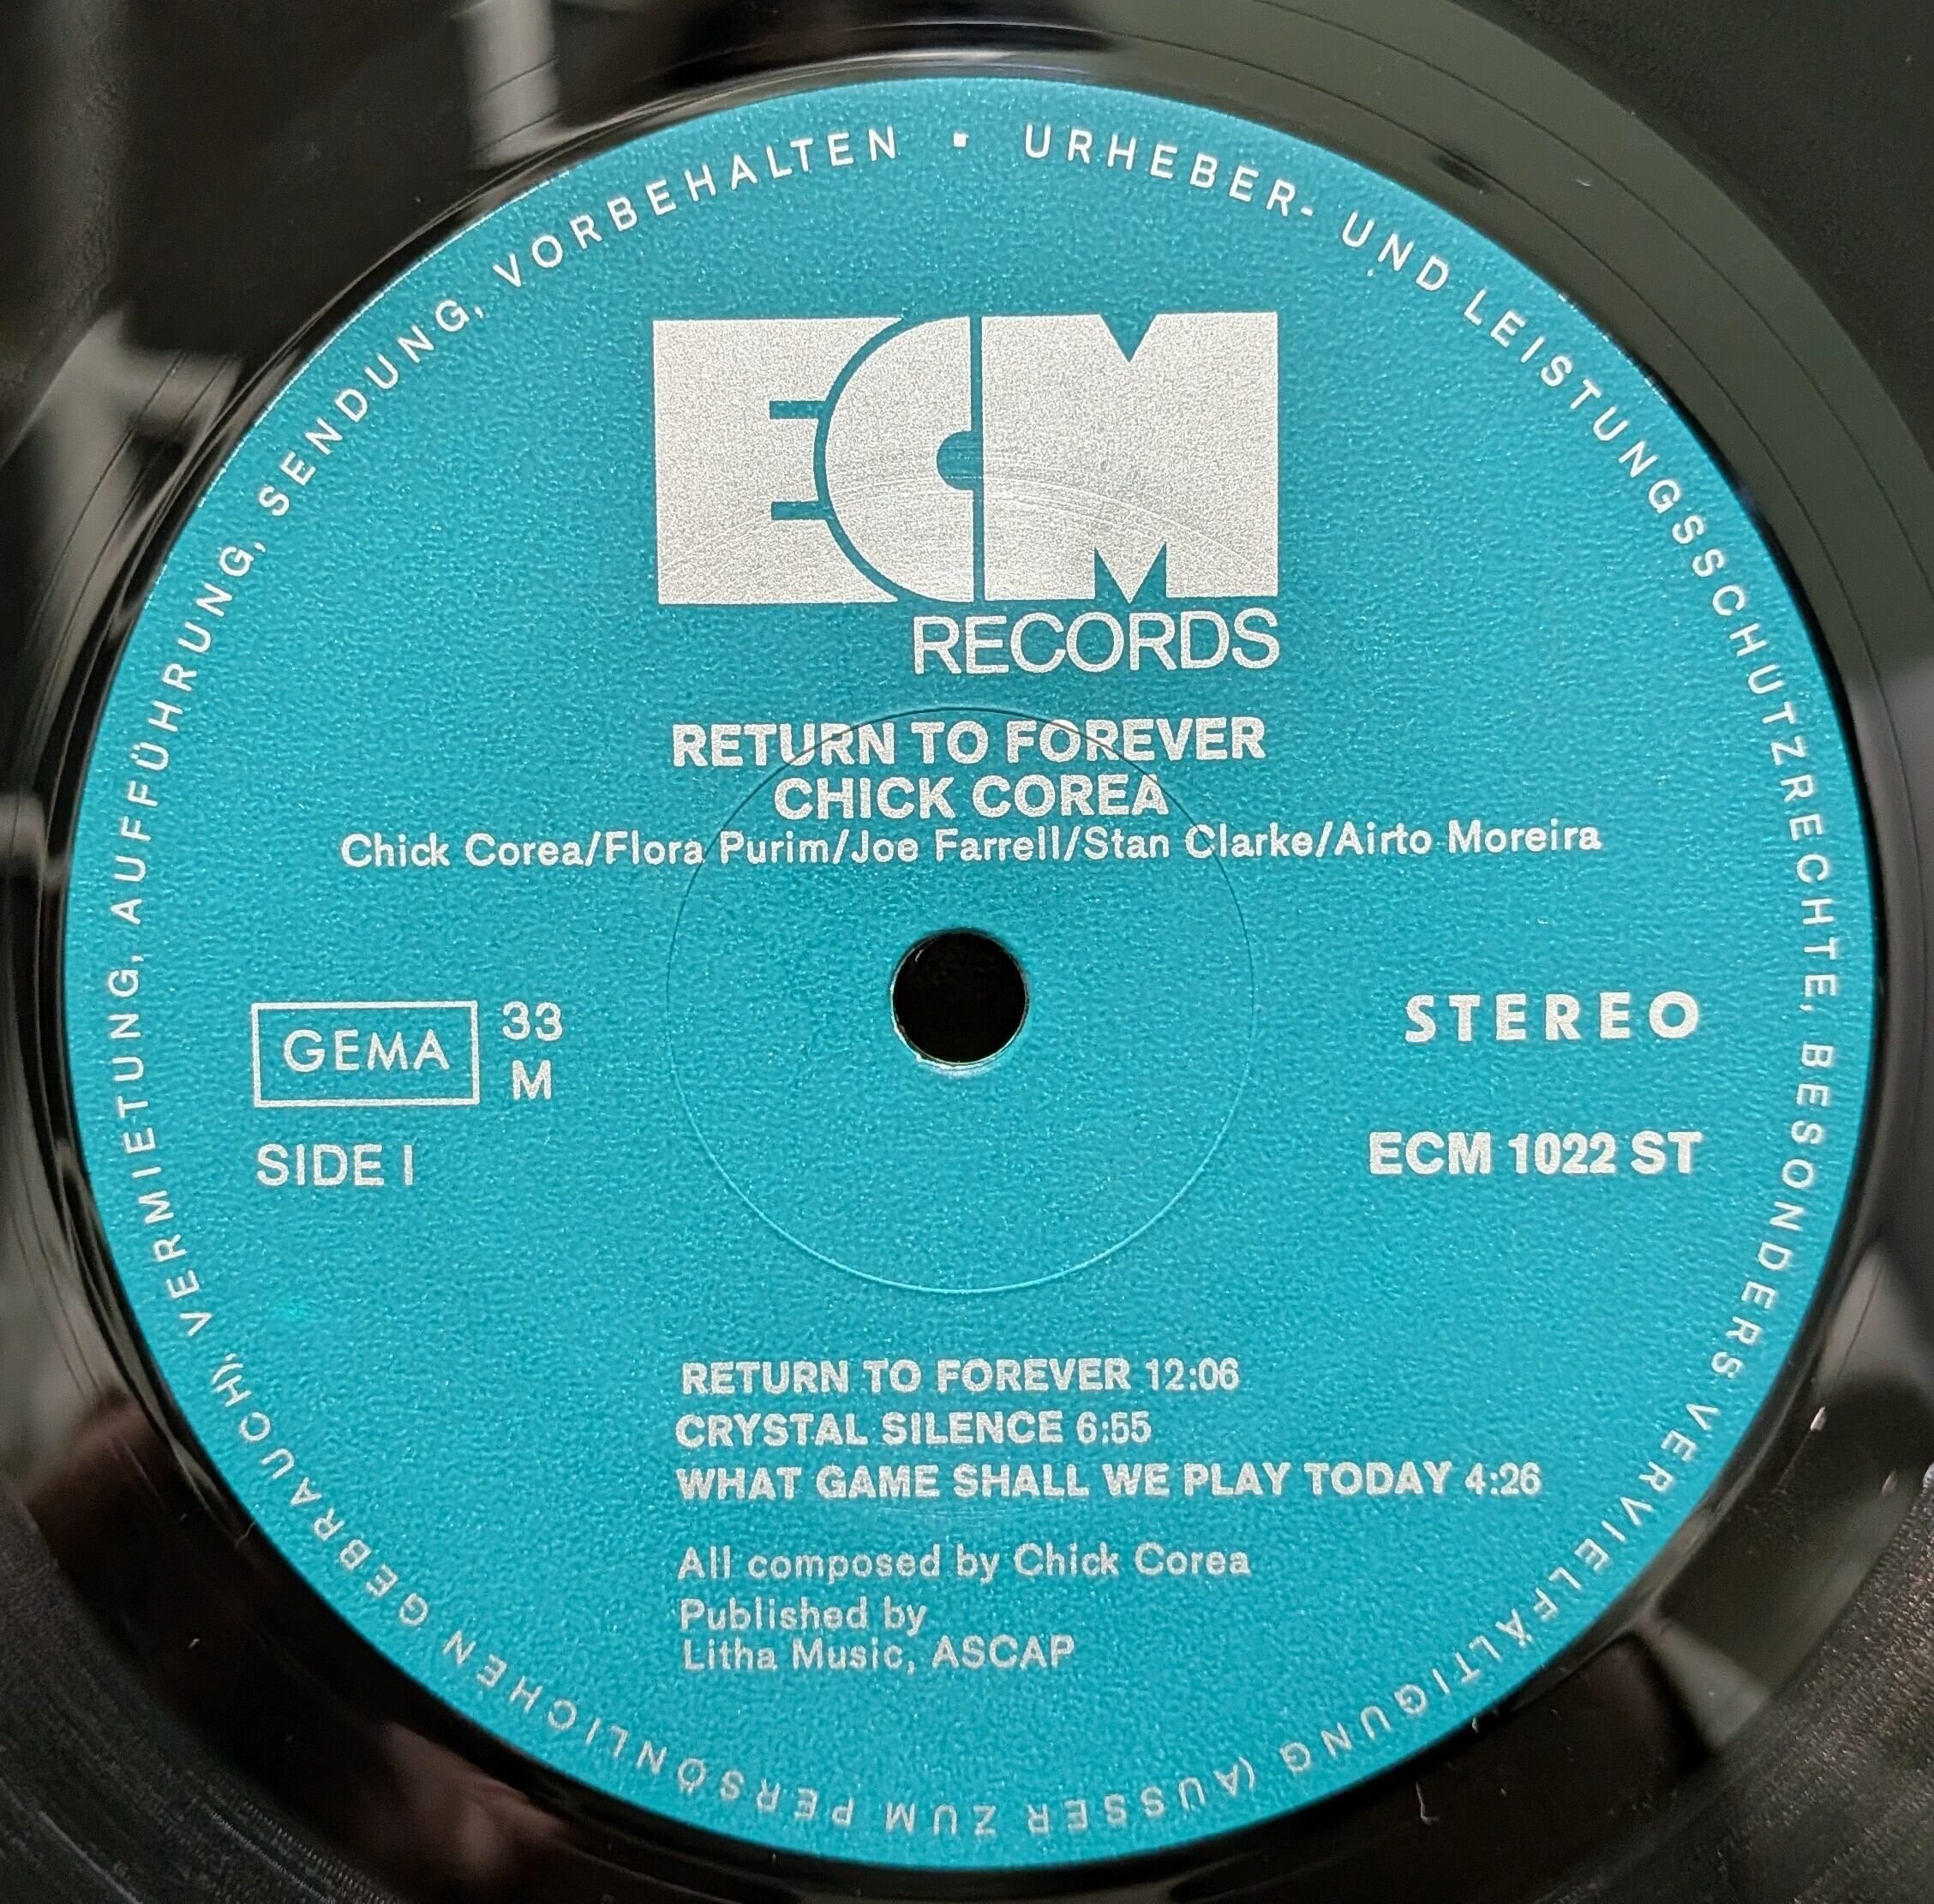 URHEBER- UND LEISTUNGSSCHUTZRECHTE, BESONDERS VERVIELFÄLTIGUNG (AUSSER ZUM PERSÖNLICHEN GEBRAUCH), VERMIETUNG, AUFFÜHRUNG, SENDUNG, VORBEHALTEN ▪
ECM
RECORDS
RETURN TO FOREVER
CHICK COREA
Chick Corea/Flora Purim/Joe Farrell/Stan Clarke/Airto Moreira
GEMA 33 STEREO
M
SIDE I ECM 1022 ST
RETURN TO FOREVER 12:06
CRYSTAL SILENCE 6:55
WHAT GAME SHALL WE PLAY TODAY 4:26
All composed by Chick Corea
Published by
Litha Music, ASCAP